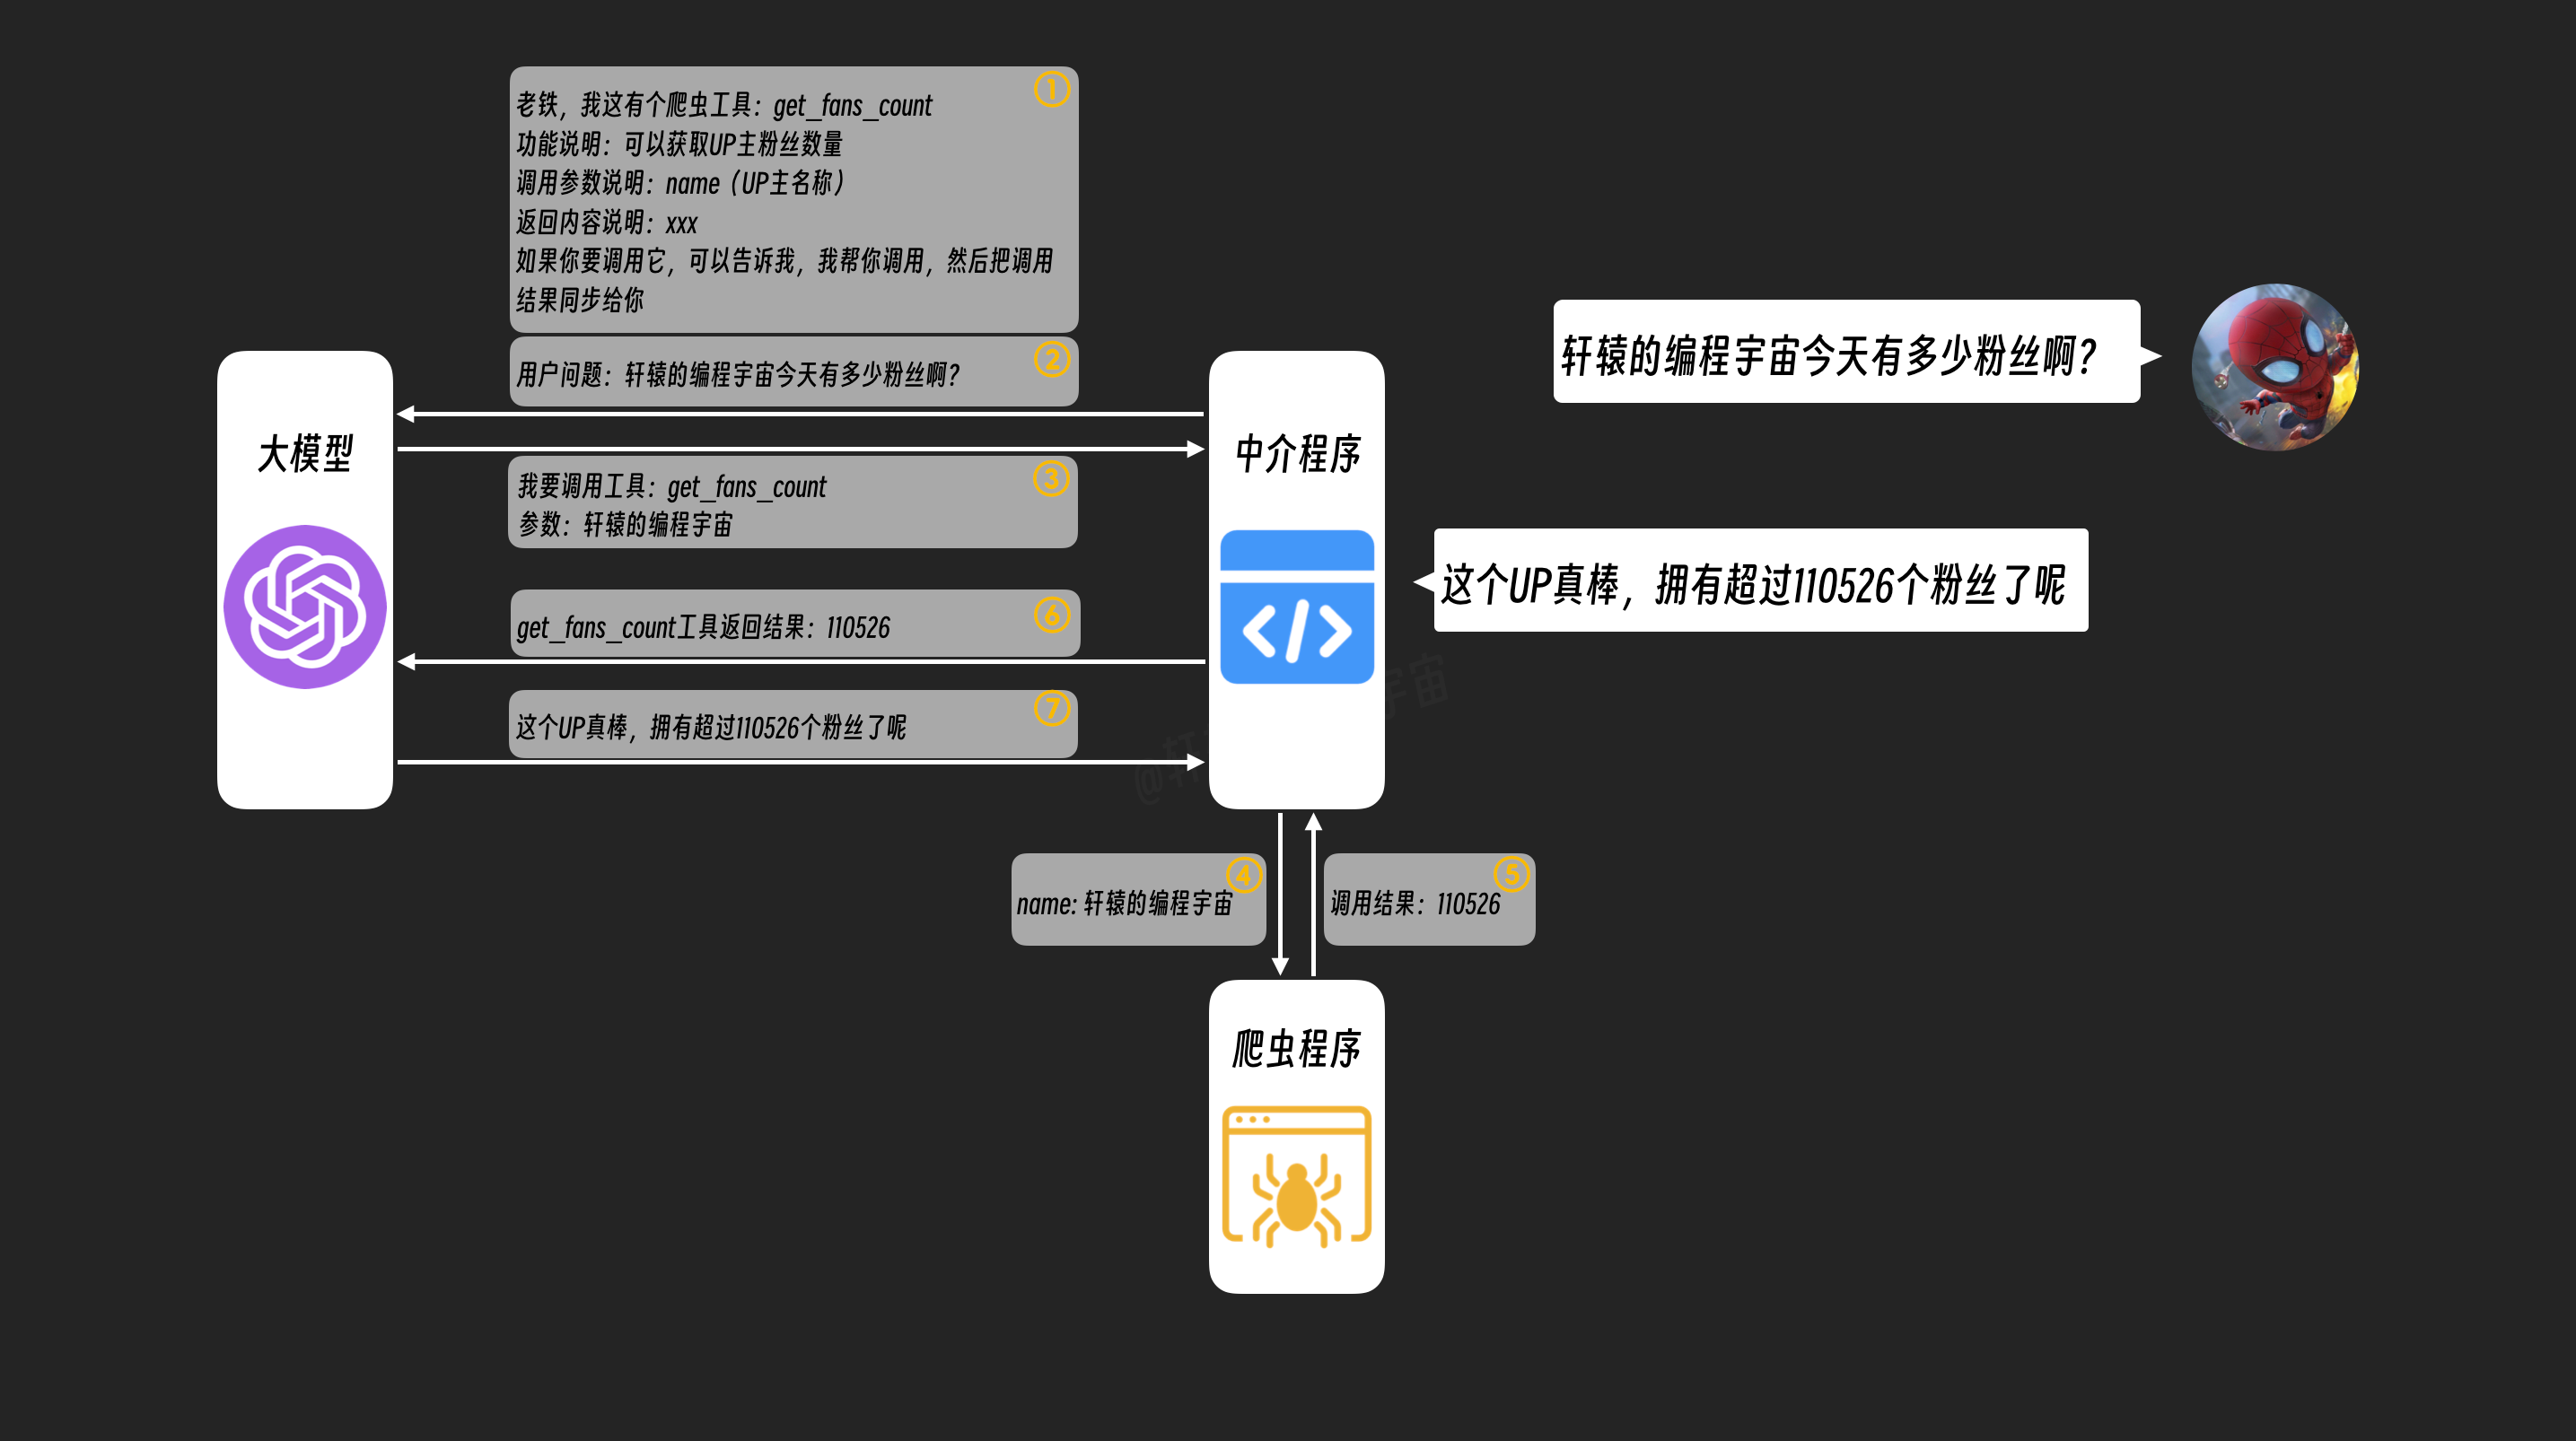 ①
老铁，我这有个爬虫工具：get_fans_count
功能说明：可以获取UP主粉丝数量
调用参数说明：name（UP主名称）
返回内容说明：xxx
如果你要调用它，可以告诉我，我帮你调用，然后把调用
结果同步给你
②
用户问题：轩辕的编程宇宙今天有多少粉丝啊？
轩辕的编程宇宙今天有多少粉丝啊？
大模型
中介程序
③
我要调用工具：get_fans_count
参数：轩辕的编程宇宙
这个UP真棒，拥有超过110526个粉丝了呢
⑥
get_fans_count工具返回结果：110526
</>
⑦
这个UP真棒，拥有超过110526个粉丝了呢
@轩
宇宙
④
name: 轩辕的编程宇宙
⑤
调用结果：110526
爬虫程序